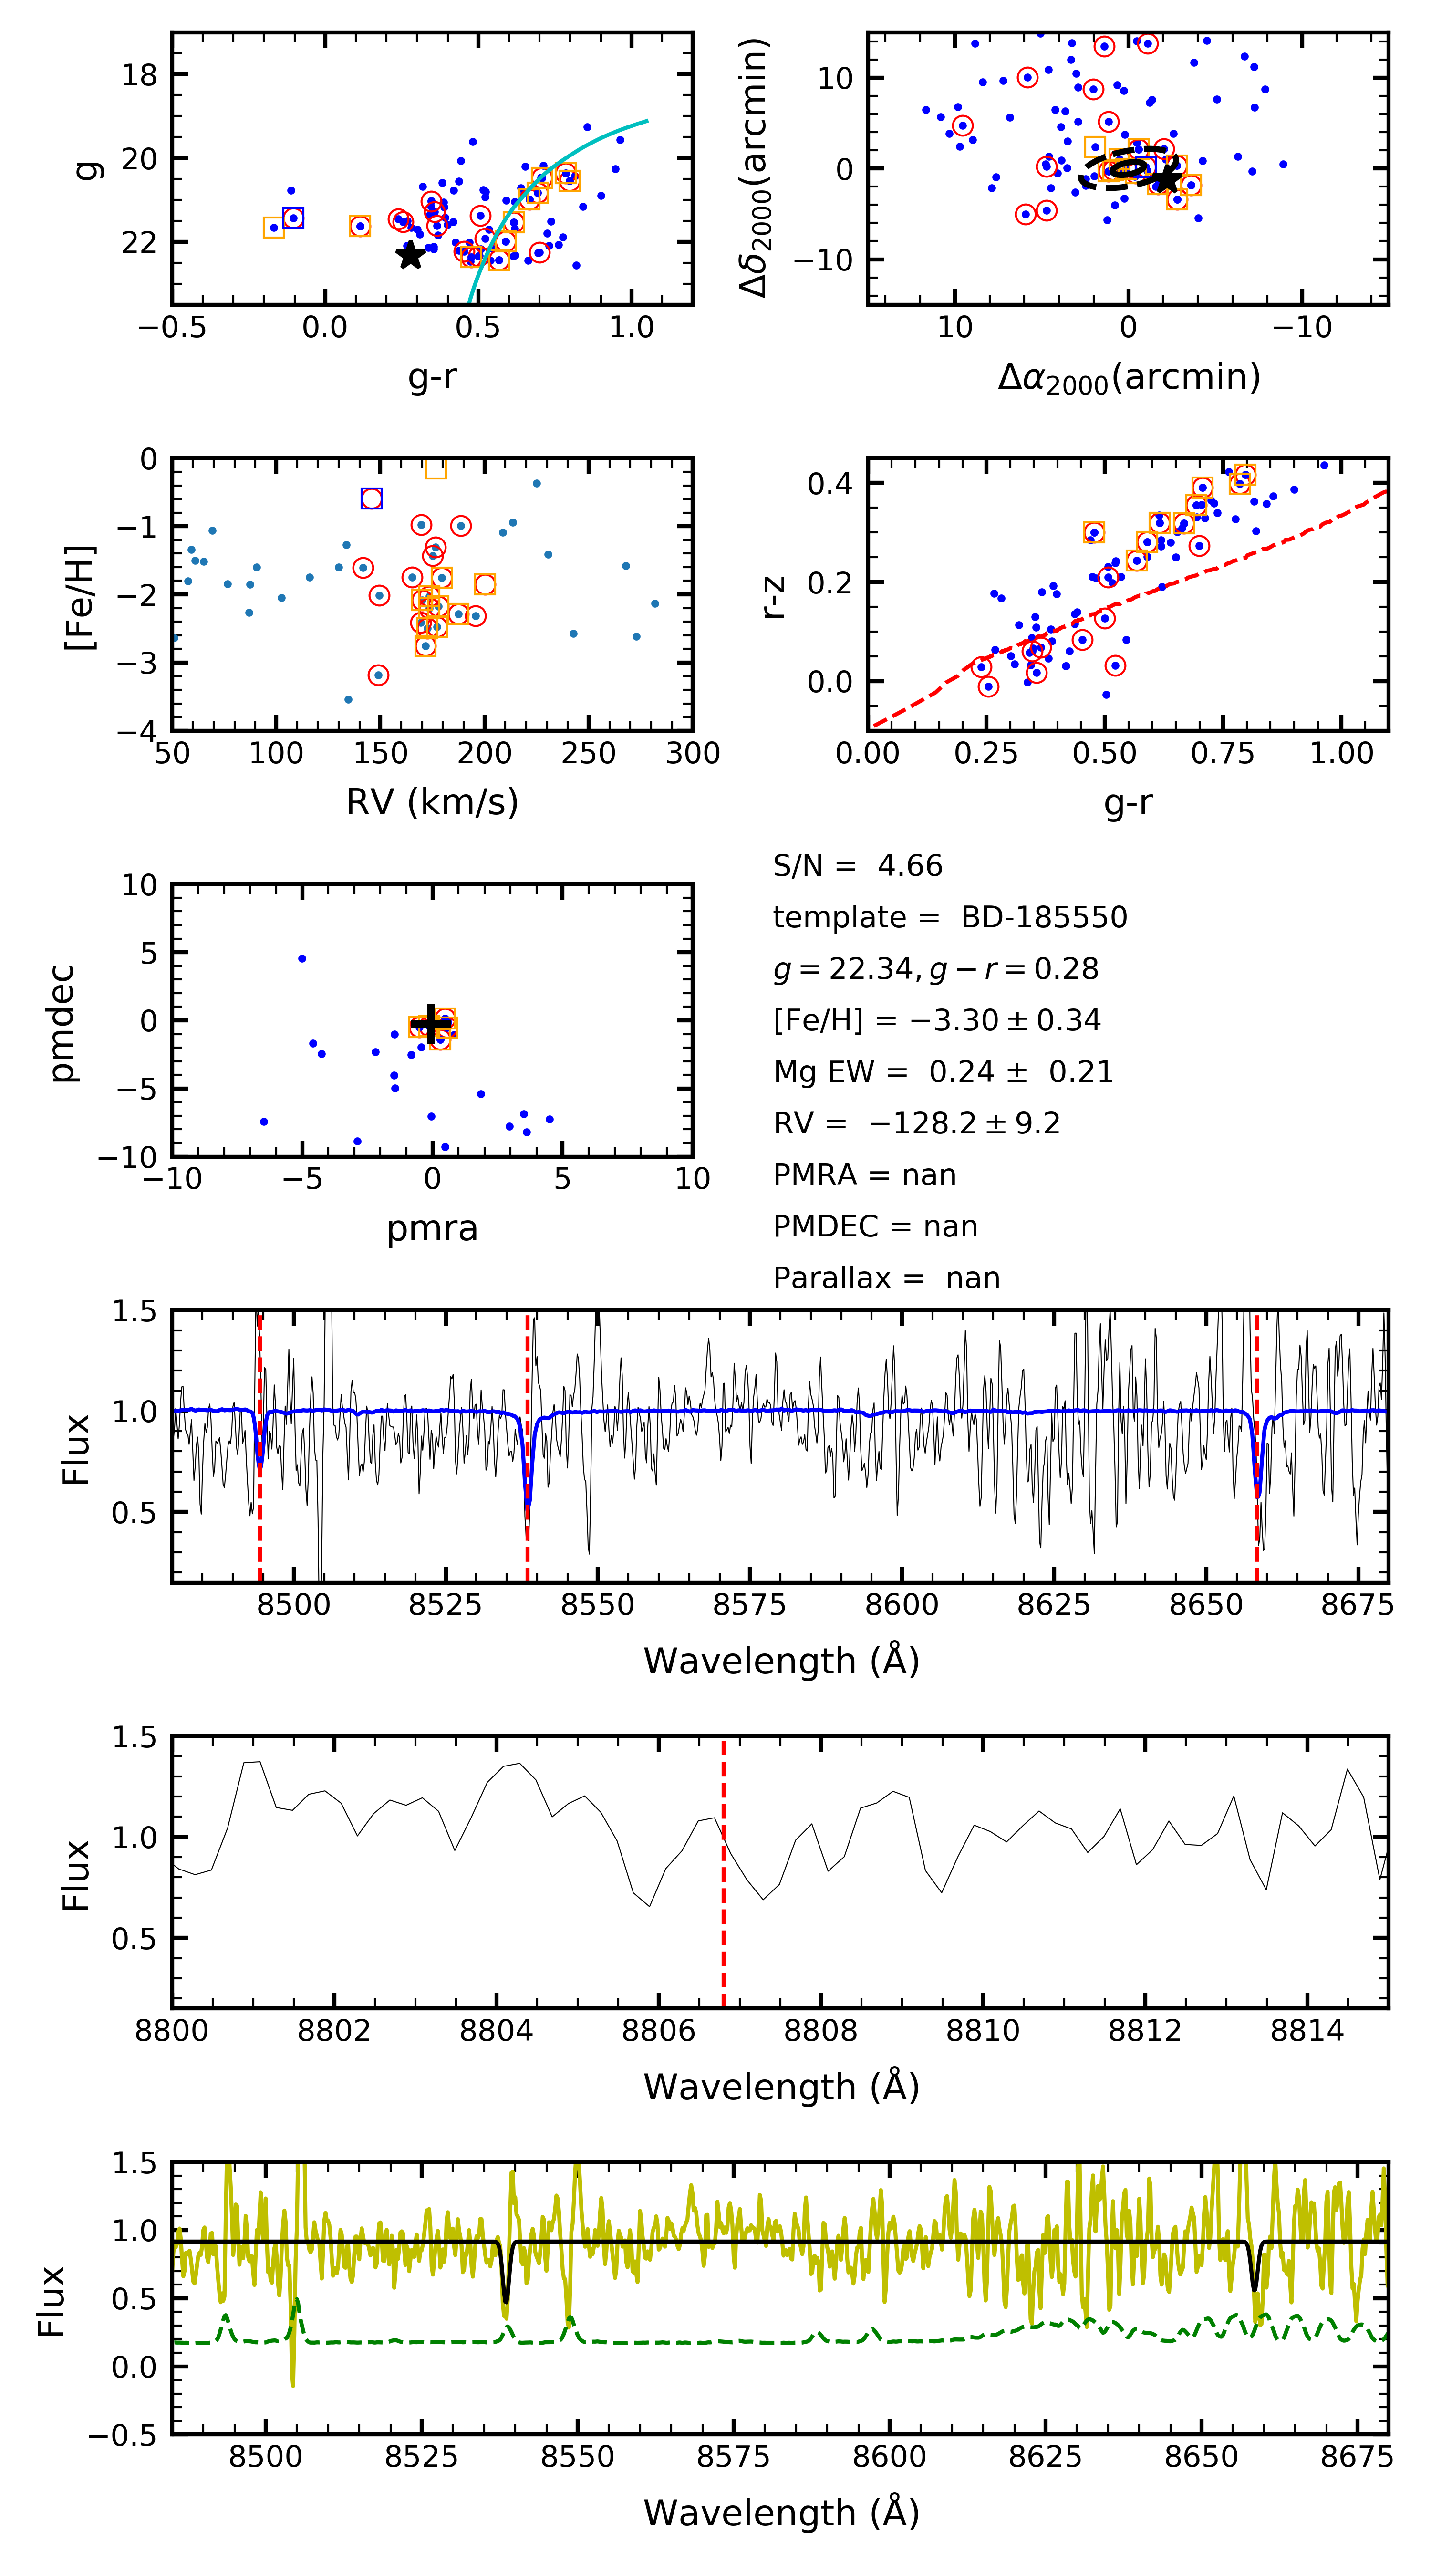 18
20
22
g
−0.5 0.0 0.5 1.0
g-r
10
0
−10
Δδ2000(arcmin)
10 0 −10
Δα2000(arcmin)
0
−1
−2
−3
−4
[Fe/H]
50 100 150 200 250 300
RV (km/s)
0.4
0.2
0.0
r-z
0.00 0.25 0.50 0.75 1.00
g-r
10
5
0
−5
−10
pmdec
−10 −5 0 5 10
pmra
S/N = 4.66
template = BD-185550
g = 22.34, g − r = 0.28
[Fe/H] = −3.30 ± 0.34
Mg EW = 0.24 ± 0.21
RV = −128.2 ± 9.2
PMRA = nan
PMDEC = nan
Parallax = nan
1.5
1.0
0.5
Flux
8500 8525 8550 8575 8600 8625 8650 8675
Wavelength (Å)
1.5
1.0
0.5
Flux
8800 8802 8804 8806 8808 8810 8812 8814
Wavelength (Å)
1.5
1.0
0.5
0.0
−0.5
Flux
8500 8525 8550 8575 8600 8625 8650 8675
Wavelength (Å)